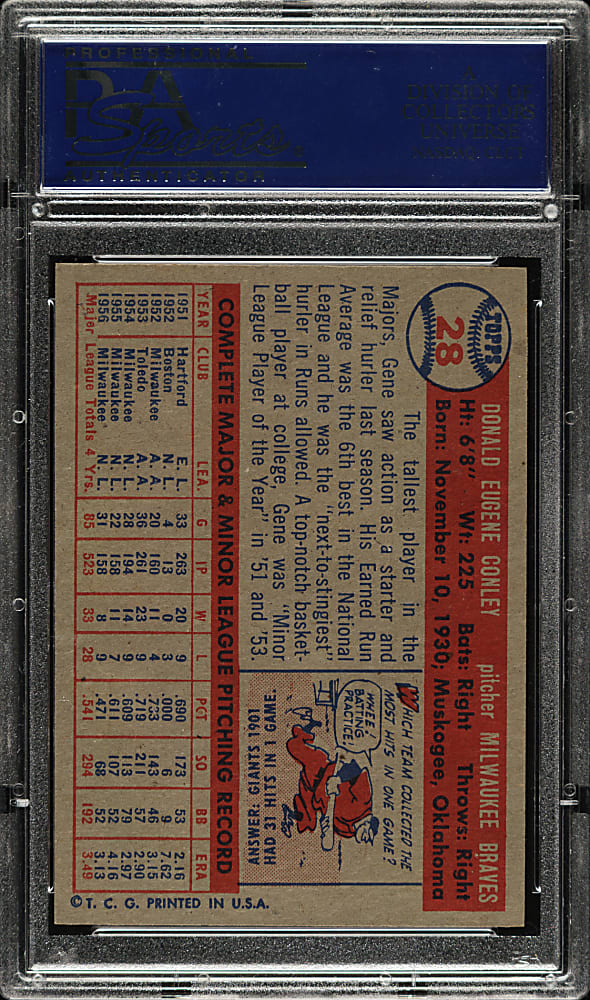 PROFESSIONAL
PSA
Sports
AUTHENTICATOR
A
DIVISION OF
COLLECTORS
UNIVERSE
TOPPS
28
DONALD EUGENE CONLEY pitcher MILWAUKEE BRAVES
Ht: 6'8" Wt: 225 Bats: Right Throws: Right
Born: November 10, 1930; Muskogee, Oklahoma
The tallest player in the
Majors, Gene saw action as a starter and
relief hurler last season. His Earned Run
Average was the 6th best in the National
League and he was the "next-to-stingiest"
hurler in Runs allowed. A top-notch basket-
ball player at college, Gene was "Minor
League Player of the Year" in '51 and '53.
WHICH TEAM COLLECTED THE
MOST HITS IN ONE GAME?
WHEE!
BATTING
PRACTICE!
ANSWER: GIANTS 1901
HAD 31 HITS IN 1 GAME.
COMPLETE MAJOR & MINOR LEAGUE PITCHING RECORD
YEAR CLUB LEA. G IP W L PCT SO BB ERA
1951 Hartford E. L. 33 263 20 9 .690 173 53 2.16
1952 Boston N. L. 4 13 0 3 .000 6 9 7.62
1952 Milwaukee A. A. 20 160 11 4 .733 143 46 3.15
1953 Toledo A. A. 36 261 23 9 .719 211 57 2.90
1954 Milwaukee N. L. 28 194 14 9 .609 113 79 2.97
1955 Milwaukee N. L. 22 158 11 7 .611 107 52 4.16
1956 Milwaukee N. L. 31 158 8 9 .471 68 52 3.13
Major League Totals 4 Yrs. 85 523 33 28 .541 294 192 3.49
© T. C. G. PRINTED IN U.S.A.